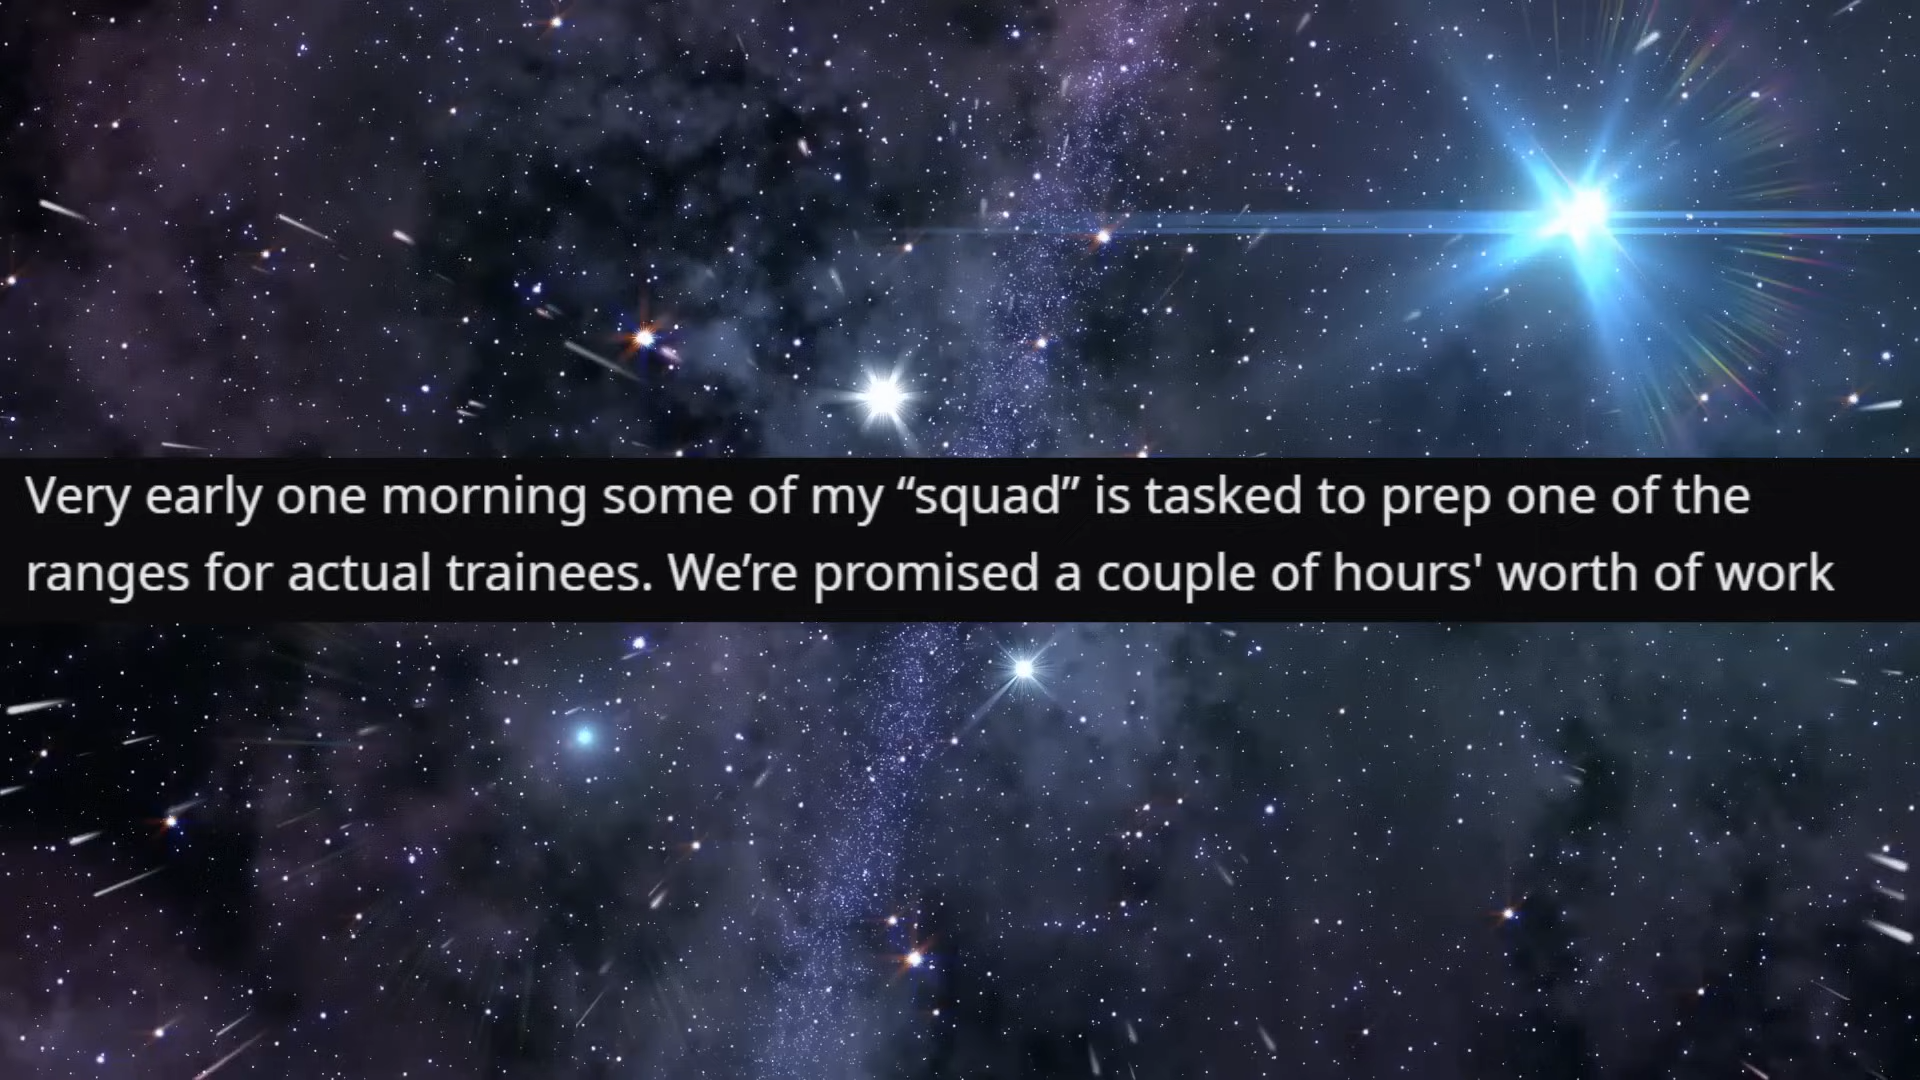 Very early one morning some of my “squad” is tasked to prep one of the
ranges for actual trainees. We’re promised a couple of hours' worth of work